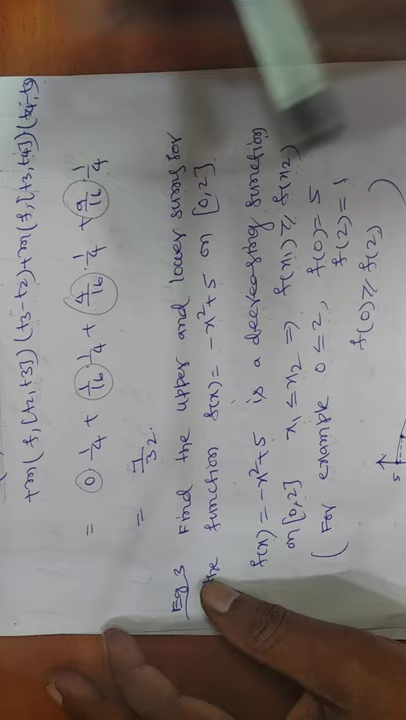 +m(f,[t2,t3])(t3-t2)+m(f,[t3,t4])(t4-t3
= 0 1/4 + 1/16 · 1/4 + 4/16 · 1/4 + 9/16 · 1/4
= 7/32.
Eg 3 Find the upper and lower sums for
the function f(x) = -x²+5 on [0,2].
f(x) = -x²+5 is a decreasing function
on [0,2] x1 ≤ x2 ⇒ f(x1) ≥ f(x2)
( For example 0 ≤ 2, f(0) = 5
f(2) = 1
f(0) ≥ f(2) )
5